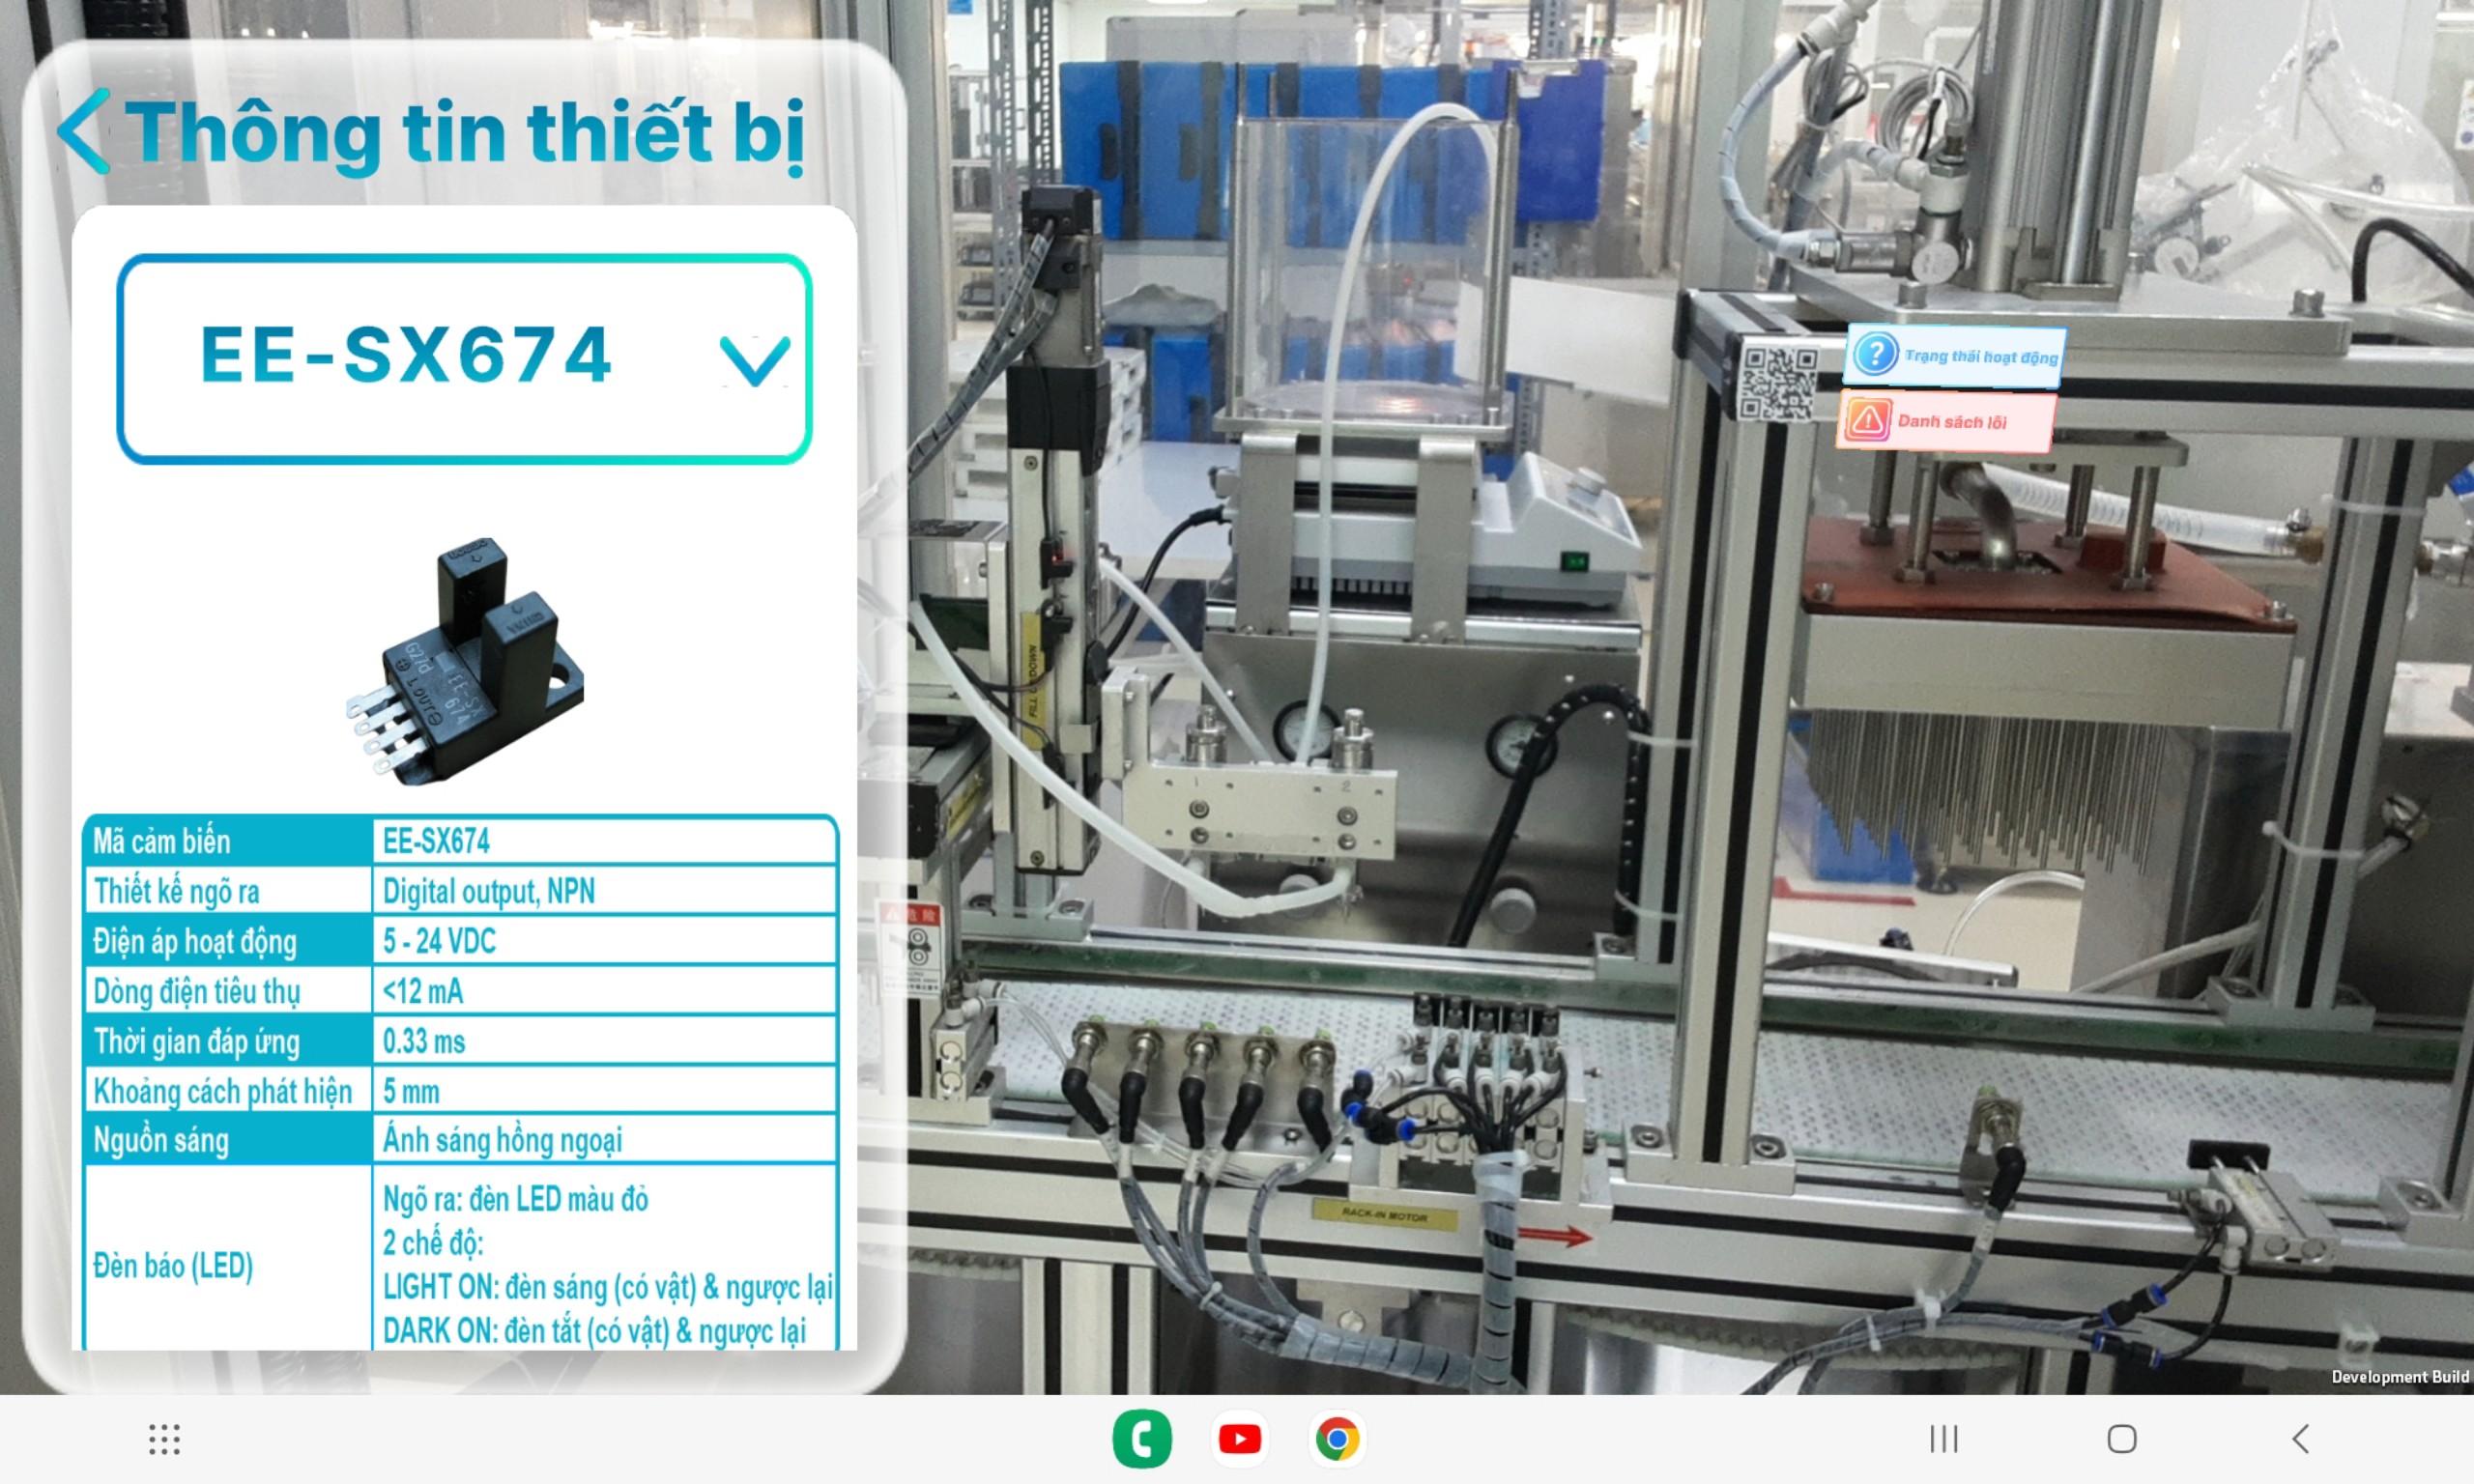 Thông tin thiết bị
EE-SX674
Mã cảm biến EE-SX674
Thiết kế ngõ ra Digital output, NPN
Điện áp hoạt động 5 - 24 VDC
Dòng điện tiêu thụ <12 mA
Thời gian đáp ứng 0.33 ms
Khoảng cách phát hiện 5 mm
Nguồn sáng Ánh sáng hồng ngoại
Đèn báo (LED) Ngõ ra: đèn LED màu đỏ
2 chế độ:
LIGHT ON: đèn sáng (có vật) & ngược lại
DARK ON: đèn tắt (có vật) & ngược lại
Trạng thái hoạt động
Danh sách lỗi
1 2
危險
RACK-IN MOTOR
Development Build